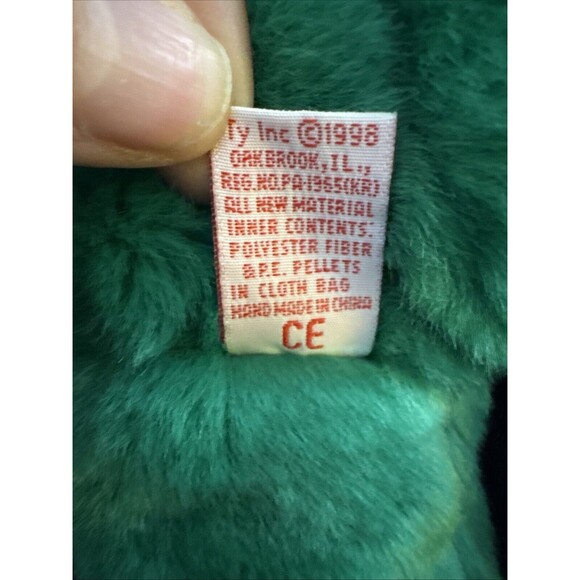 Ty Inc ©1998
OAKBROOK, IL.,
REG.NO.PA-1965(KR)
ALL NEW MATERIAL
INNER CONTENTS:
POLYESTER FIBER
& P.E. PELLETS
IN CLOTH BAG
HAND MADE IN CHINA
CE